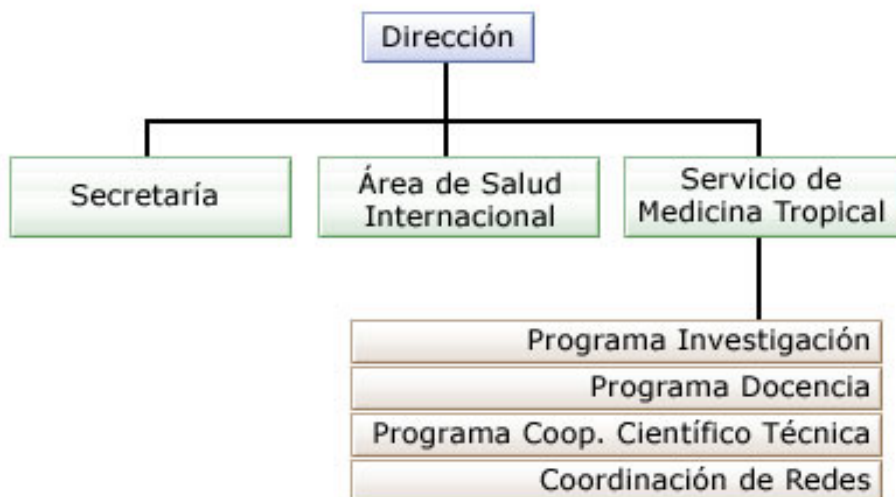 Dirección
Secretaría
Área de Salud
Internacional
Servicio de
Medicina Tropical
Programa Investigación
Programa Docencia
Programa Coop. Científico Técnica
Coordinación de Redes